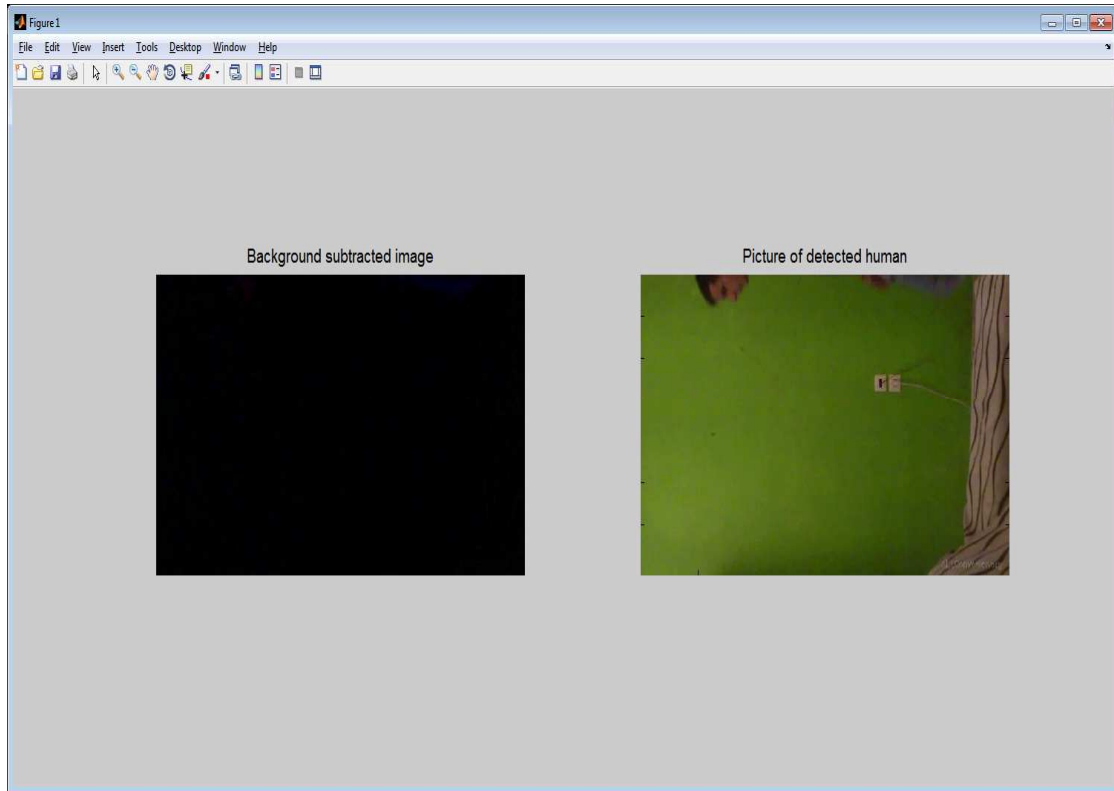 Figure 1
File Edit View Insert Tools Desktop Window Help
Background subtracted image
Picture of detected human